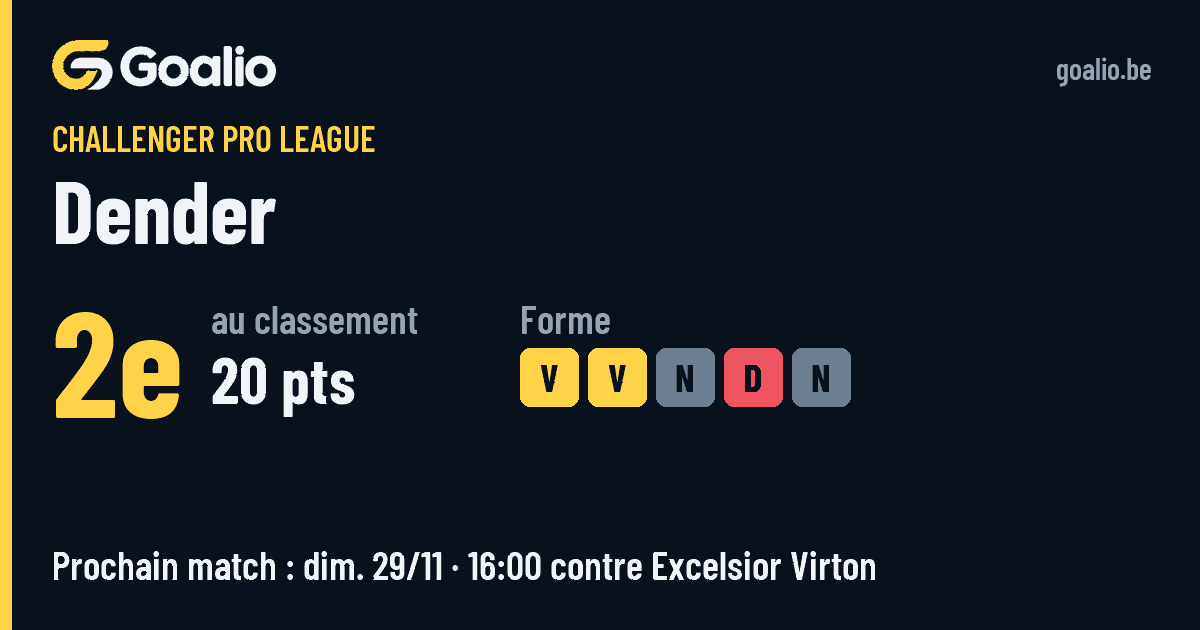 Goalio
goalio.be
CHALLENGER PRO LEAGUE
Dender
2e
au classement
20 pts
Forme
V V N D N
Prochain match : dim. 29/11 · 16:00 contre Excelsior Virton